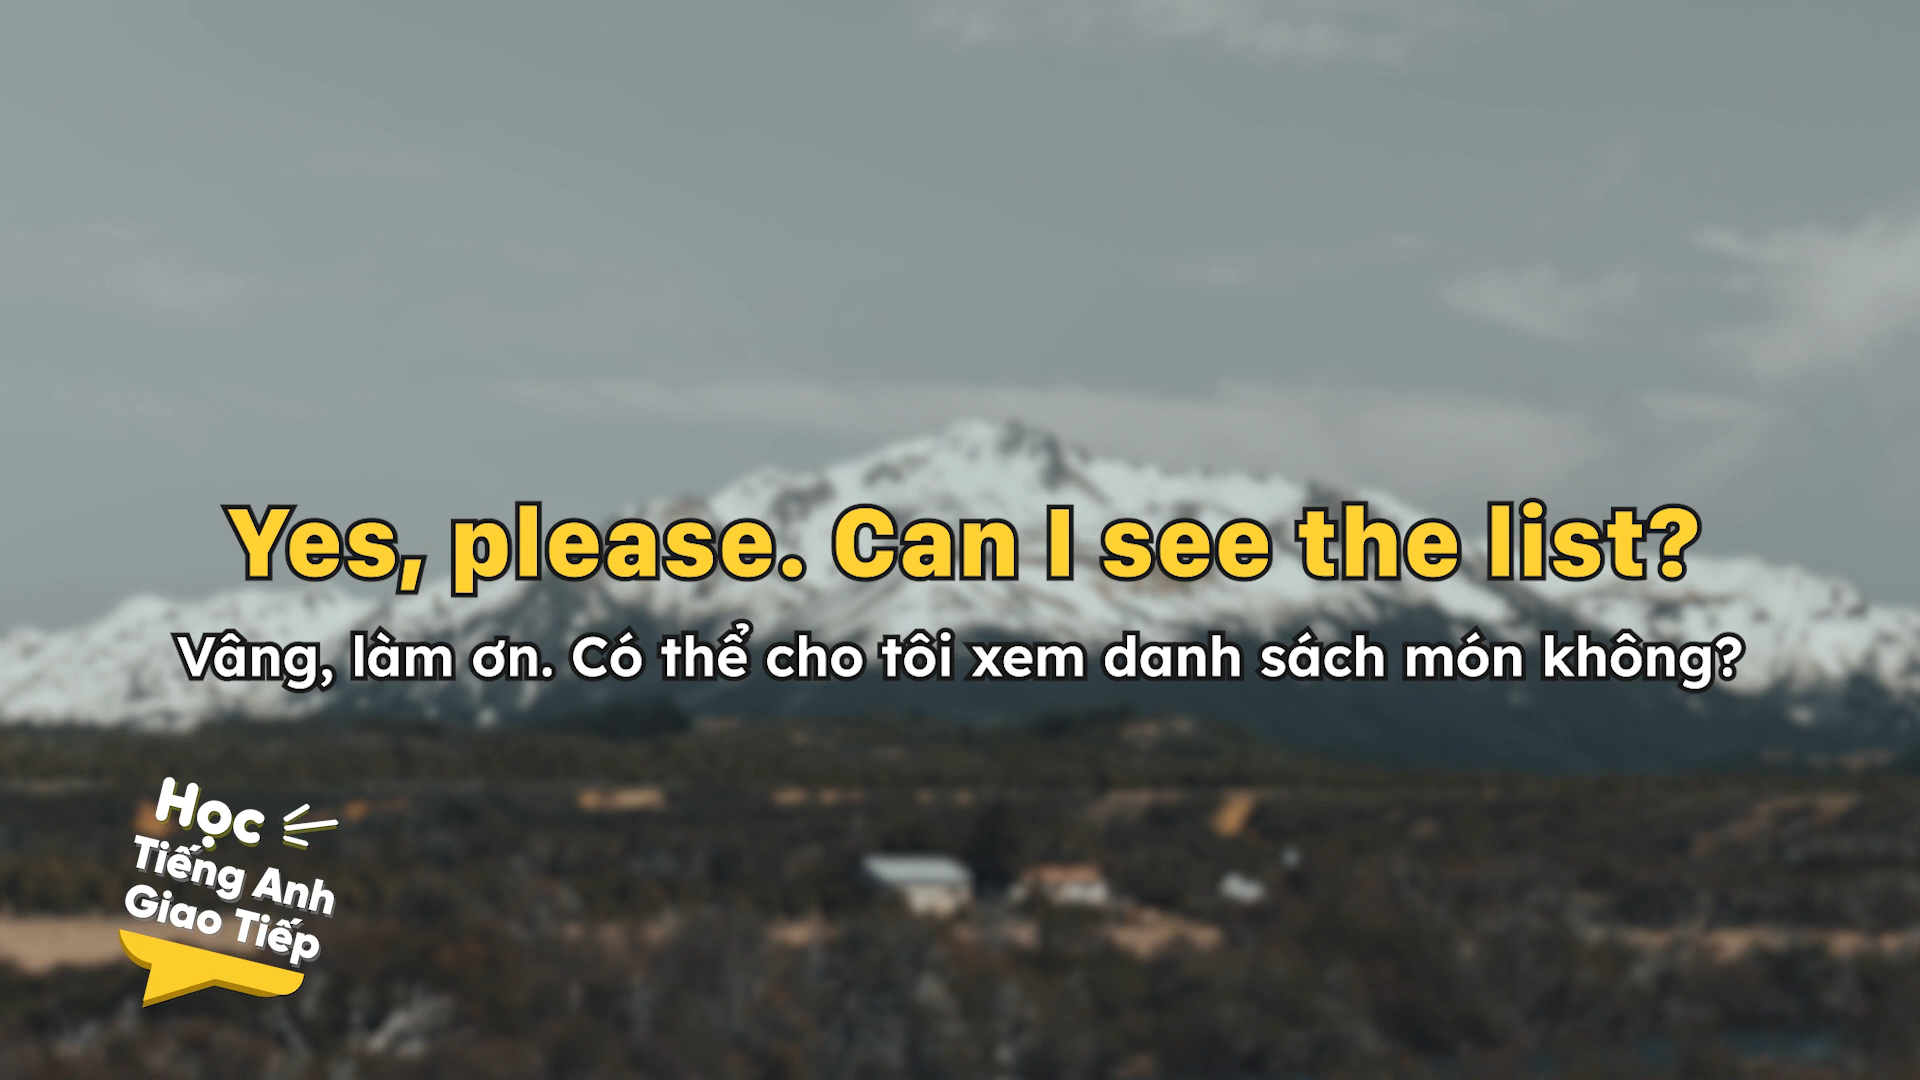 Yes, please. Can I see the list?
Vâng, làm ơn. Có thể cho tôi xem danh sách món không?
Học
Tiếng Anh
Giao Tiếp